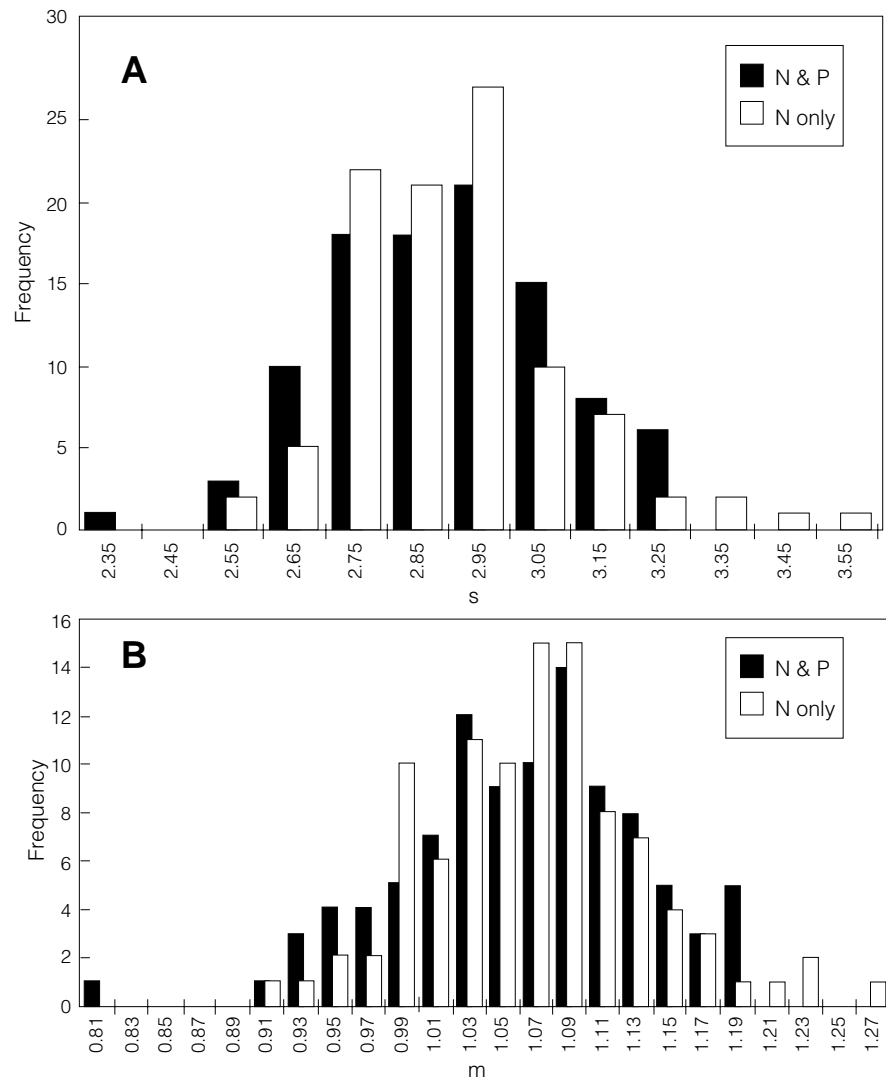 30
25
20
15
10
5
0
Frequency
A
N & P
N only
2.35 2.45 2.55 2.65 2.75 2.85 2.95 3.05 3.15 3.25 3.35 3.45 3.55
s
16
14
12
10
8
6
4
2
0
Frequency
B
N & P
N only
0.81 0.83 0.85 0.87 0.89 0.91 0.93 0.95 0.97 0.99 1.01 1.03 1.05 1.07 1.09 1.11 1.13 1.15 1.17 1.19 1.21 1.23 1.25 1.27
m